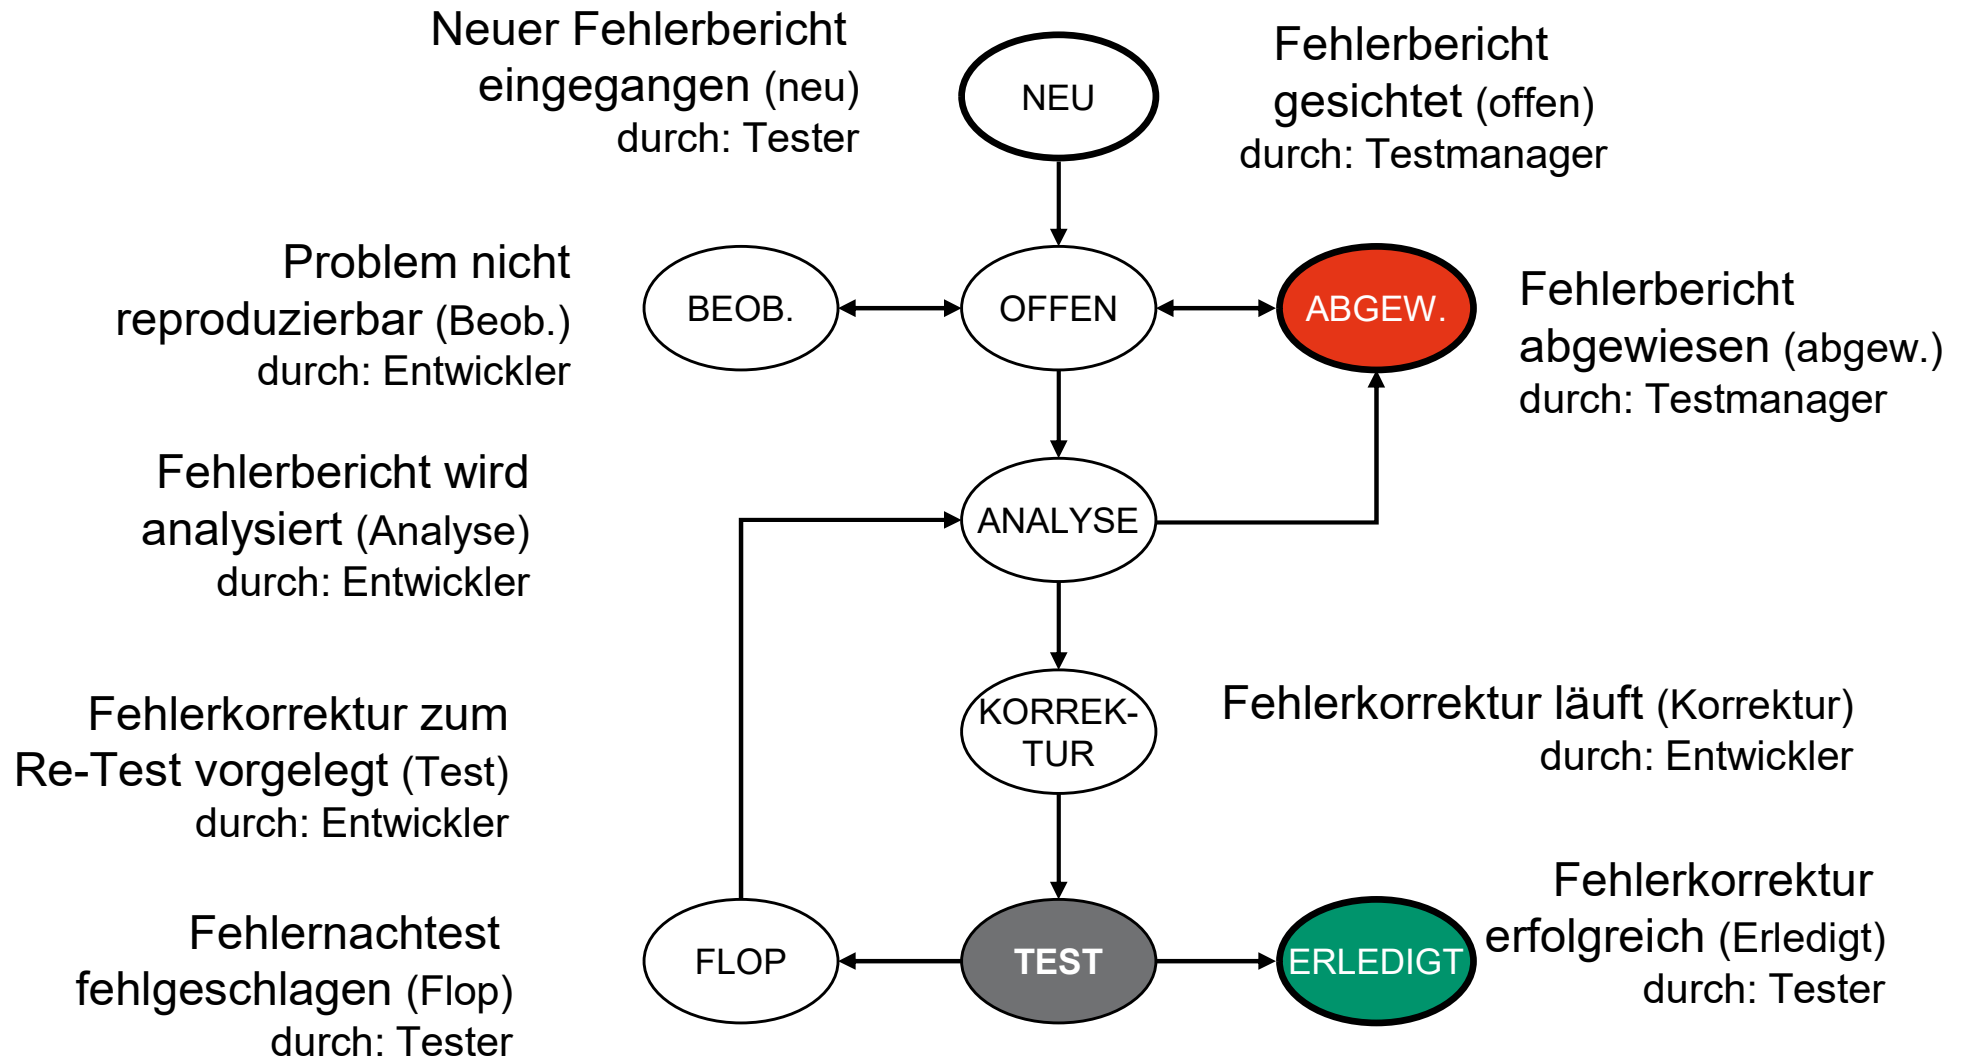 Neuer Fehlerbericht
eingegangen (neu)
durch: Tester
NEU
Fehlerbericht
gesichtet (offen)
durch: Testmanager
Problem nicht
reproduzierbar (Beob.)
durch: Entwickler
BEOB.
OFFEN
ABGEW.
Fehlerbericht
abgewiesen (abgew.)
durch: Testmanager
Fehlerbericht wird
analysiert (Analyse)
durch: Entwickler
ANALYSE
Fehlerkorrektur zum
Re-Test vorgelegt (Test)
durch: Entwickler
KORREK-
TUR
Fehlerkorrektur läuft (Korrektur)
durch: Entwickler
Fehlernachtest
fehlgeschlagen (Flop)
durch: Tester
FLOP
TEST
ERLEDIGT
Fehlerkorrektur
erfolgreich (Erledigt)
durch: Tester